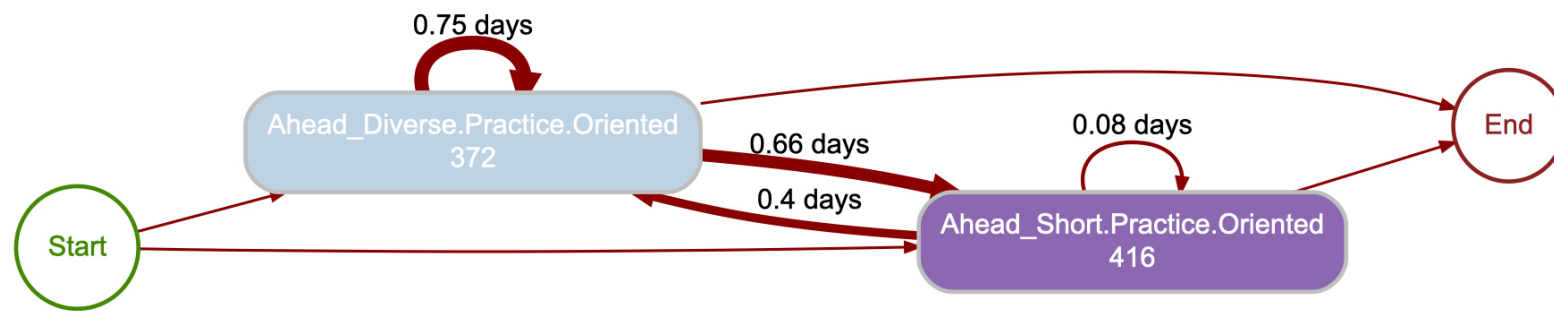 0.75 days
Ahead_Diverse.Practice.Oriented
372
0.66 days
0.4 days
0.08 days
End
Start
Ahead_Short.Practice.Oriented
416